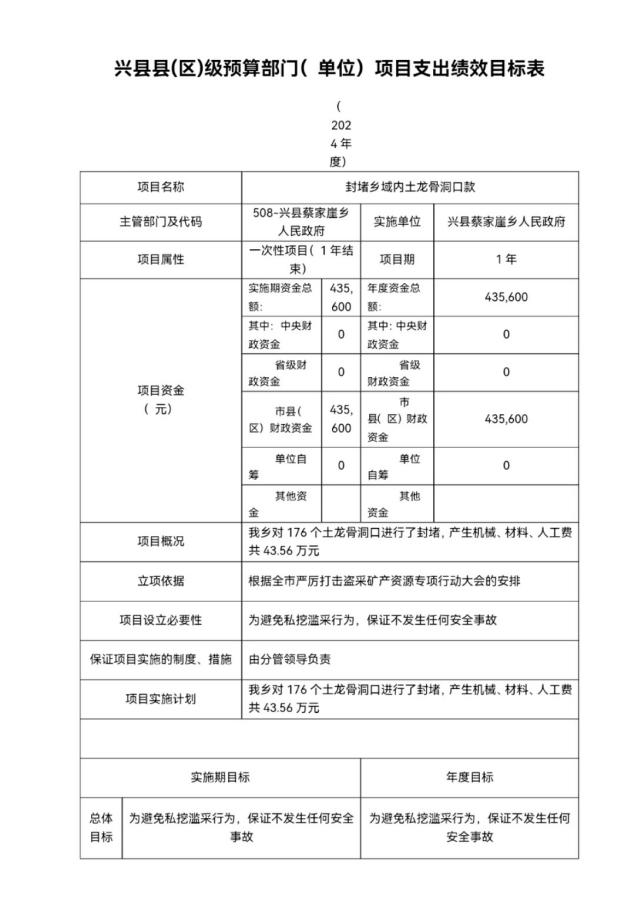 兴县县(区)级预算部门( 单位) 项目支出绩效目标表
(
202
4 年
度)
项目名称
封堵乡域内土龙骨洞口款
主管部门及代码
508-兴县蔡家崖乡
人民政府
实施单位
兴县蔡家崖乡人民政府
项目属性
一次性项目( 1 年结
束)
项目期
1 年
项目资金
( 元)
实施期资金总
额:
435,
600
年度资金总
额:
435,600
其中: 中央财
政资金
0
其中: 中央财
政资金
0
省级财
政资金
0
省级
财政资金
0
市县(
区) 财政资金
435,
600
市
县( 区) 财政
资金
435,600
单位自
筹
0
单位
自筹
0
其他资
金
其他
资金
项目概况
我乡对 176 个土龙骨洞口进行了封堵, 产生机械、材料、人工费
共 43.56 万元
立项依据
根据全市严厉打击盗采矿产资源专项行动大会的安排
项目设立必要性
为避免私挖滥采行为, 保证不发生任何安全事故
保证项目实施的制度、措施
由分管领导负责
项目实施计划
我乡对 176 个土龙骨洞口进行了封堵, 产生机械、材料、人工费
共 43.56 万元
实施期目标
年度目标
总体
目标
为避免私挖滥采行为, 保证不发生任何安全
事故
为避免私挖滥采行为, 保证不发生任何
安全事故